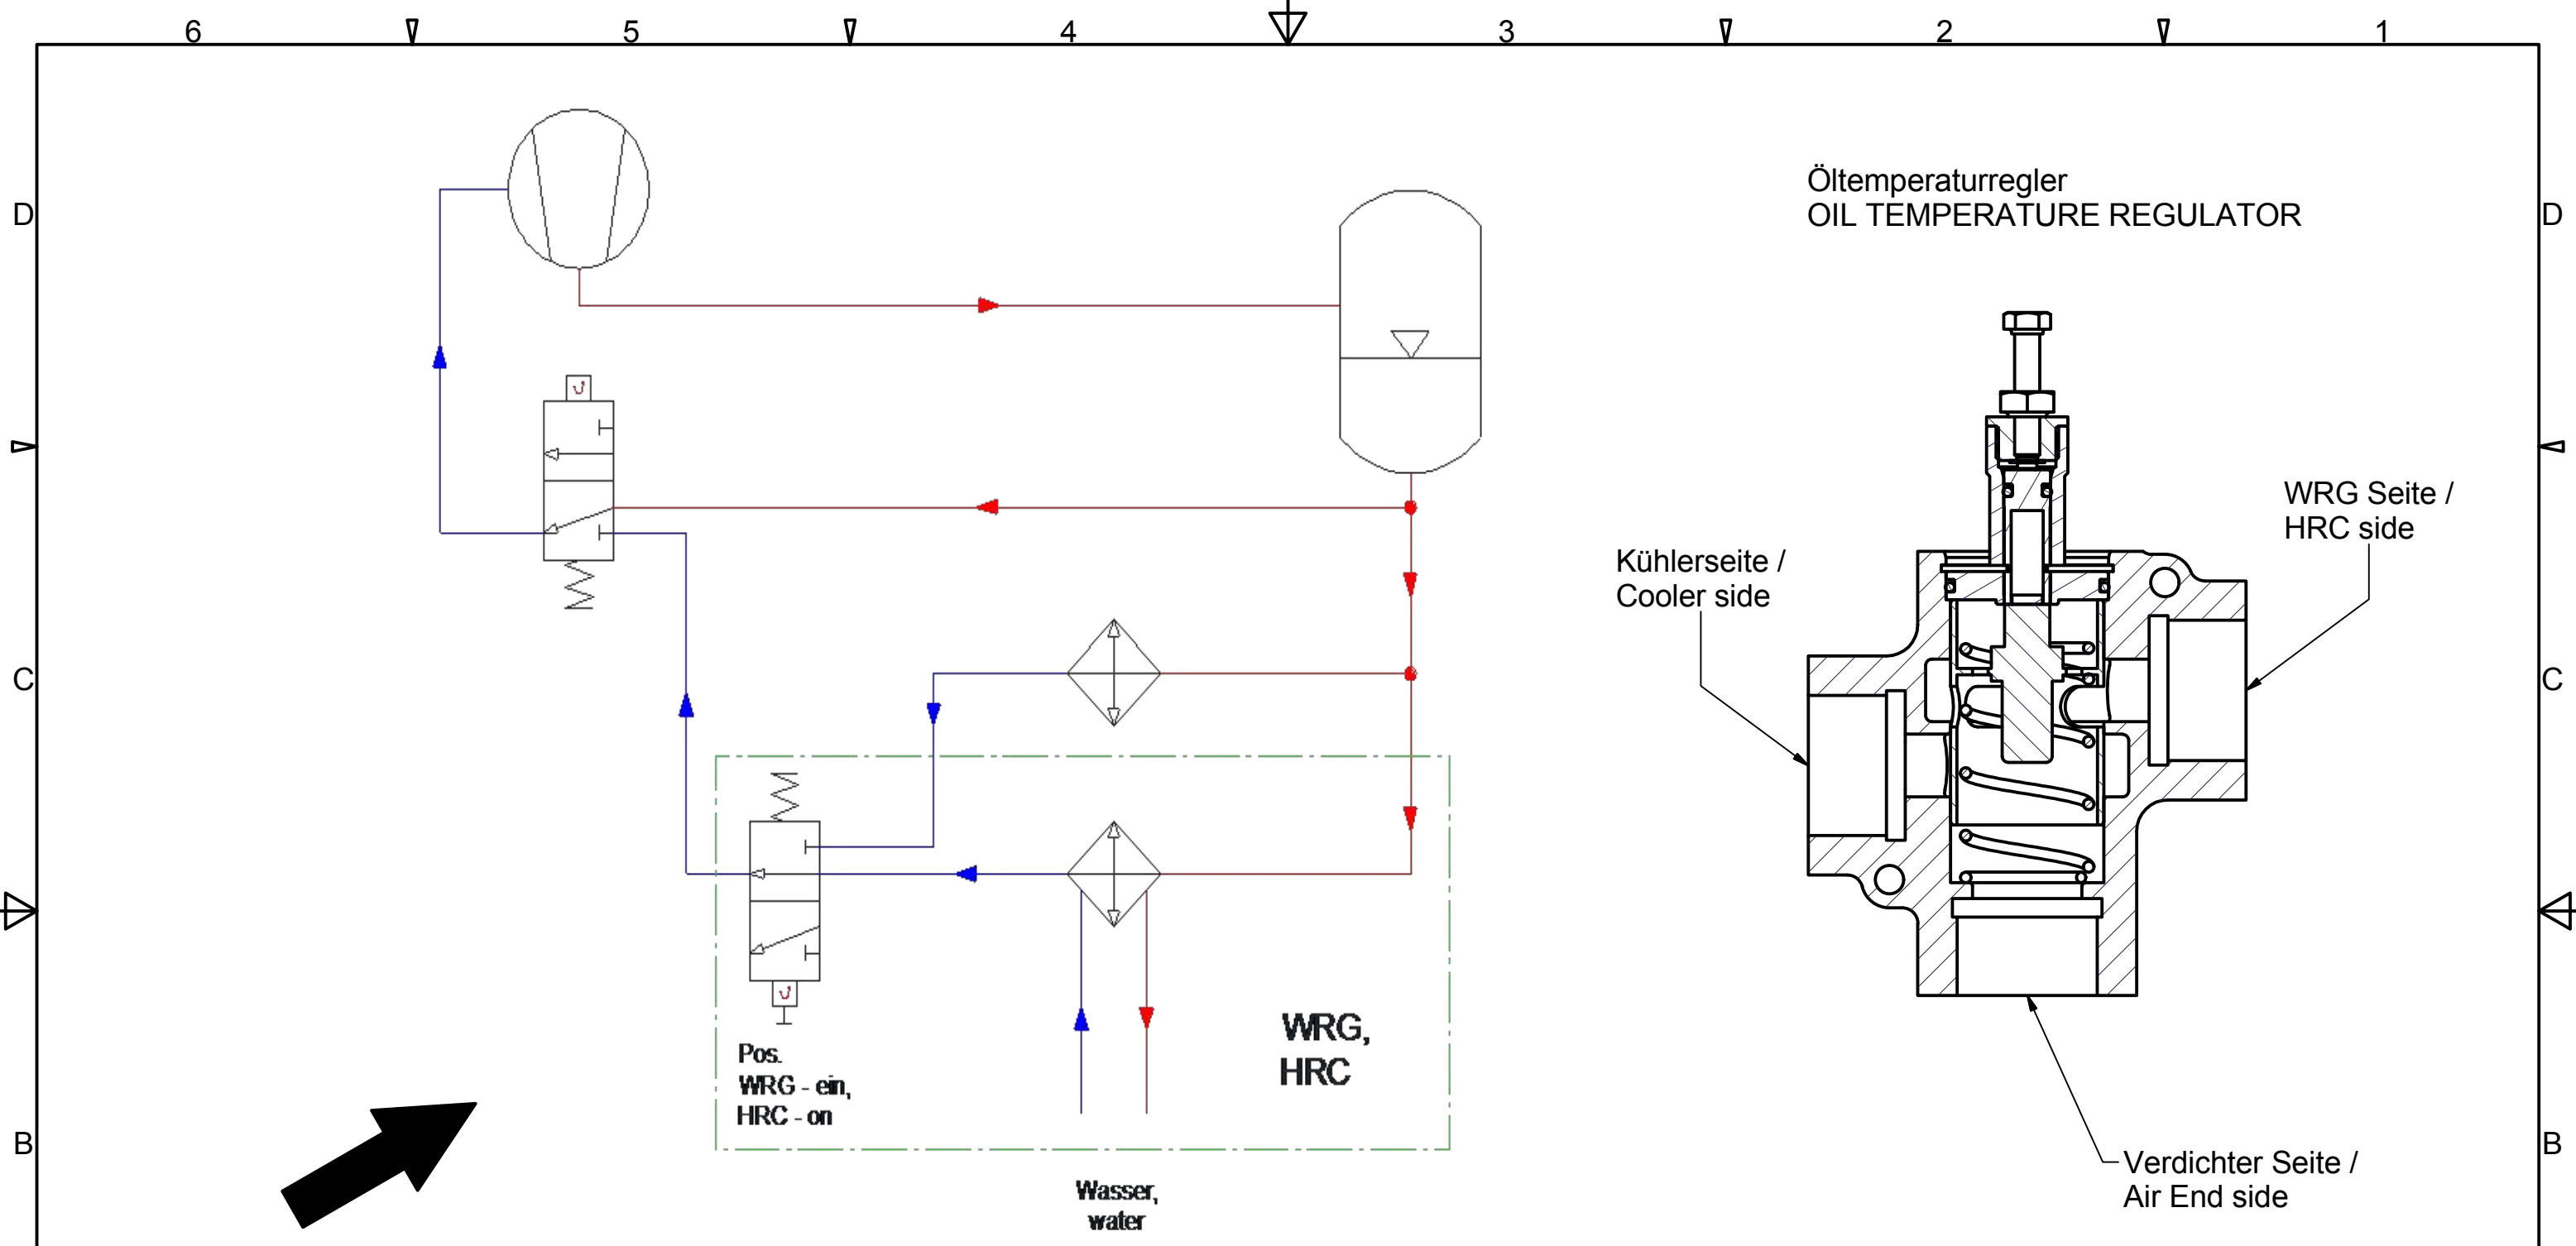 6 5 4 3 2 1
D D
Öltemperaturregler
OIL TEMPERATURE REGULATOR
WRG Seite /
HRC side
Kühlerseite /
Cooler side
C C
WRG,
HRC
Pos.
WRG - ein,
HRC - on
B B
Wasser,
water
Verdichter Seite /
Air End side